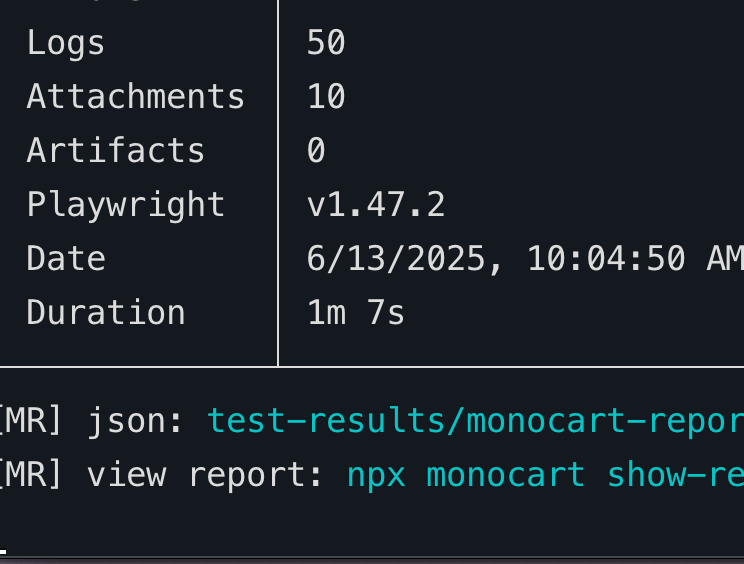 Logs 50
Attachments 10
Artifacts 0
Playwright v1.47.2
Date 6/13/2025, 10:04:50 AM
Duration 1m 7s
[MR] json: test-results/monocart-repor
[MR] view report: npx monocart show-re